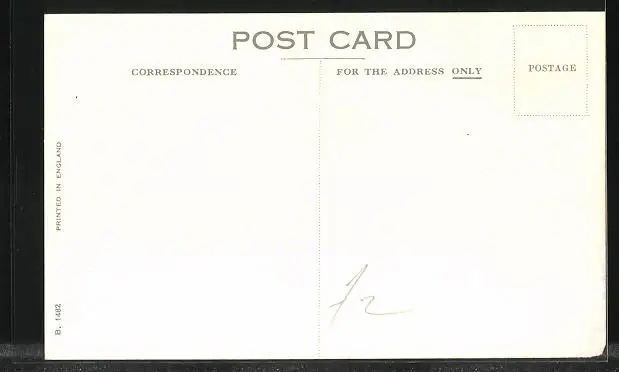 POST CARD
CORRESPONDENCE
FOR THE ADDRESS ONLY
POSTAGE
PRINTED IN ENGLAND
B. 1482